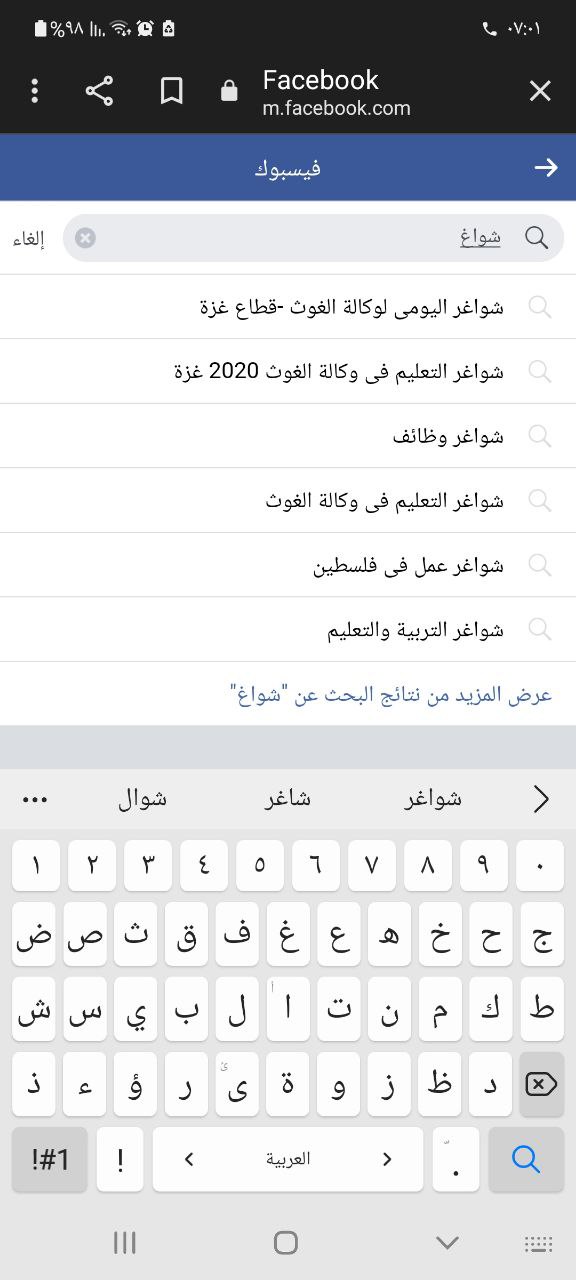 ٠٧:٠١ %٩٨
Facebook
m.facebook.com
فيسبوك
شواغ
إلغاء
شواغر اليومى لوكالة الغوث -قطاع غزة
شواغر التعليم فى وكالة الغوث 2020 غزة
شواغر وظائف
شواغر التعليم فى وكالة الغوث
شواغر عمل فى فلسطين
شواغر التربية والتعليم
عرض المزيد من نتائج البحث عن "شواغ"
شواغر شاغر شوال
١ ٢ ٣ ٤ ٥ ٦ ٧ ٨ ٩ ٠
ض ص ث ق ف غ ع ه خ ح ج
ش س ي ب ل ا أ ت ن م ك ط
ذ ء ؤ ر ى ئ ة و ز ظ د
!#1 ! < العربية > .